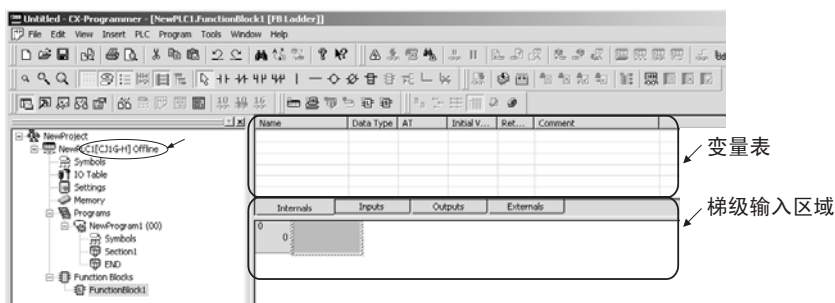 Untitled - CX-Programmer - [NewPLC1.FunctionBlock1 [FB Ladder]]
File Edit View Insert PLC Program Tools Window Help
NewProject
NewPLC1[CJ1G-H] Offline
Symbols
IO Table
Settings
Memory
Programs
NewProgram1 (00)
Symbols
Section1
END
Function Blocks
FunctionBlock1
Name Data Type AT Initial V... Ret... Comment
变量表
Internals Inputs Outputs Externals
梯级输入区域
0
0